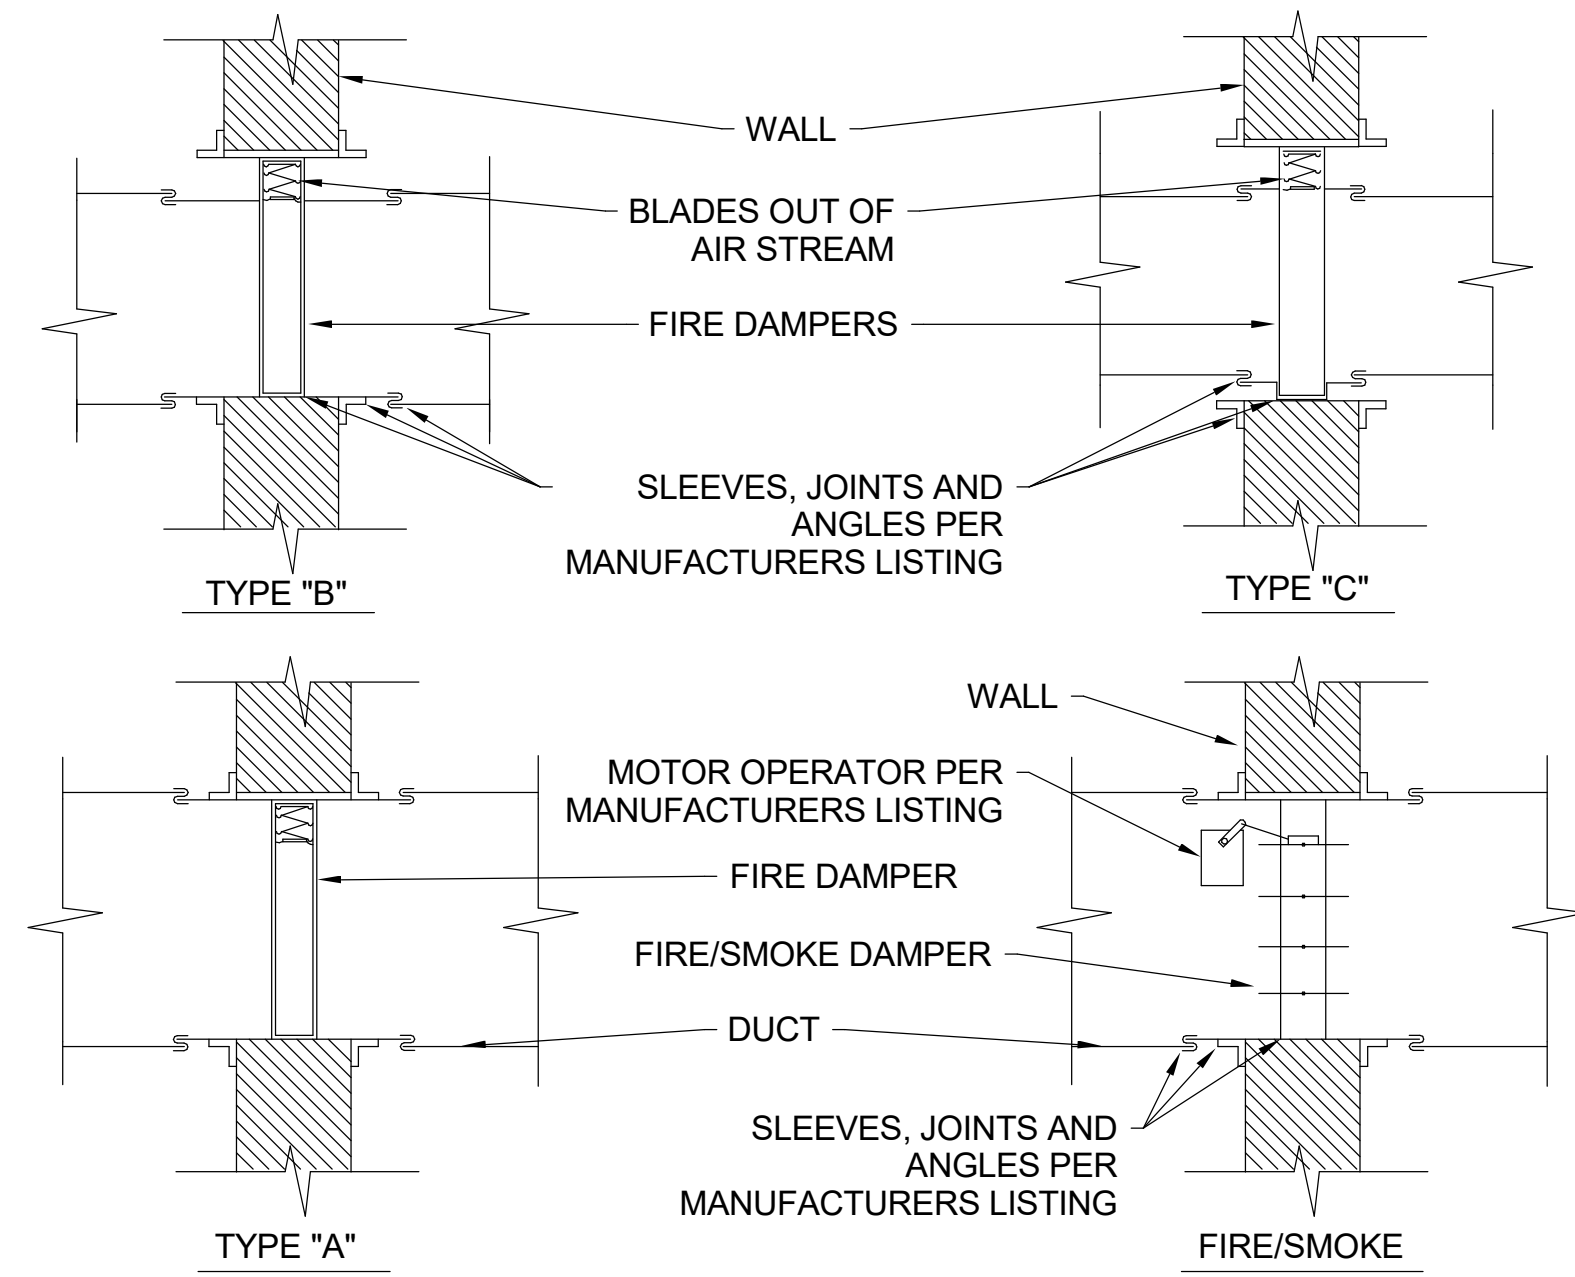 WALL
BLADES OUT OF
AIR STREAM
FIRE DAMPERS
SLEEVES, JOINTS AND
ANGLES PER
MANUFACTURERS LISTING
TYPE "B"
TYPE "C"
WALL
MOTOR OPERATOR PER
MANUFACTURERS LISTING
FIRE DAMPER
FIRE/SMOKE DAMPER
DUCT
SLEEVES, JOINTS AND
ANGLES PER
MANUFACTURERS LISTING
TYPE "A"
FIRE/SMOKE